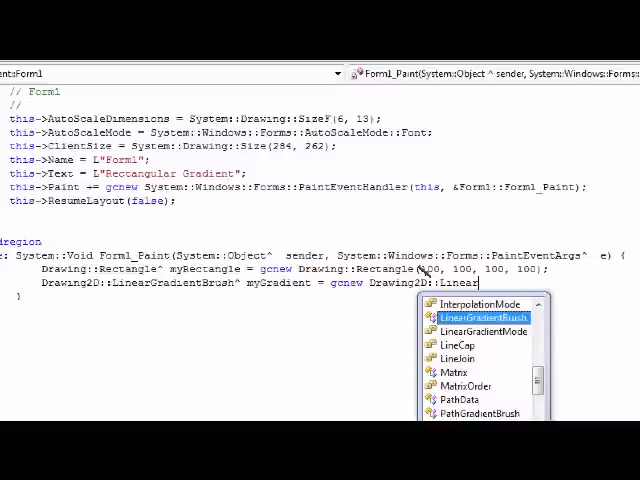 ent::Form1
Form1_Paint(System::Object ^ sender, System::Windows::Forms:
// Form1
//
this->AutoScaleDimensions = System::Drawing::SizeF(6, 13);
this->AutoScaleMode = System::Windows::Forms::AutoScaleMode::Font;
this->ClientSize = System::Drawing::Size(284, 262);
this->Name = L"Form1";
this->Text = L"Rectangular Gradient";
this->Paint += gcnew System::Windows::Forms::PaintEventHandler(this, &Form1::Form1_Paint);
this->ResumeLayout(false);
dregion
e: System::Void Form1_Paint(System::Object^ sender, System::Windows::Forms::PaintEventArgs^ e) {
Drawing::Rectangle^ myRectangle = gcnew Drawing::Rectangle(100, 100, 100, 100);
Drawing2D::LinearGradientBrush^ myGradient = gcnew Drawing2D::Linear
}
InterpolationMode
LinearGradientBrush
LinearGradientMode
LineCap
LineJoin
Matrix
MatrixOrder
PathData
PathGradientBrush